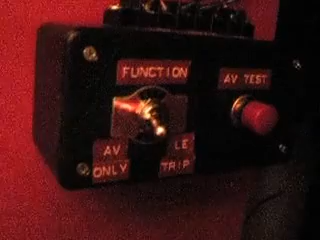 FUNCTION
AV TEST
AV
ONLY
LE
TRIP